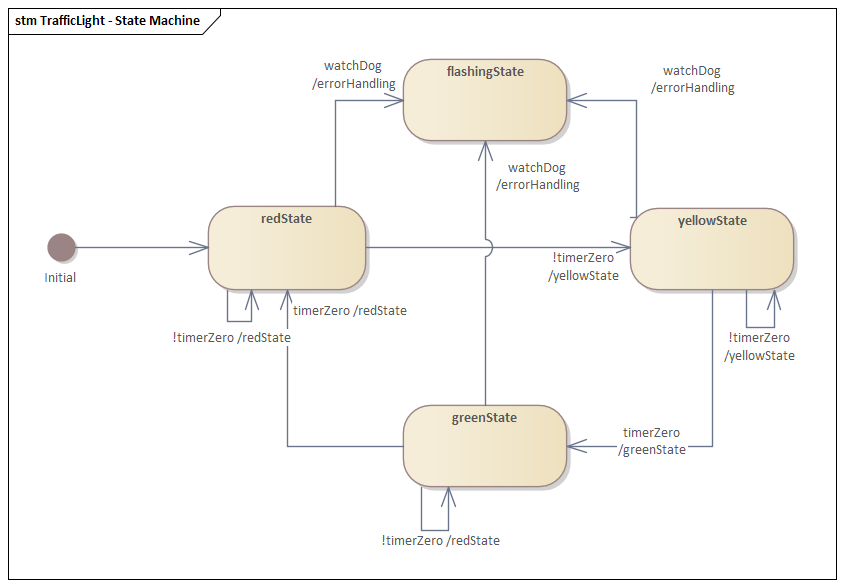 stm TrafficLight - State Machine
watchDog
/errorHandling
flashingState
watchDog
/errorHandling
watchDog
/errorHandling
redState
yellowState
Initial
!timerZero
/yellowState
timerZero /redState
!timerZero /redState
!timerZero
/yellowState
greenState
timerZero
/greenState
!timerZero /redState